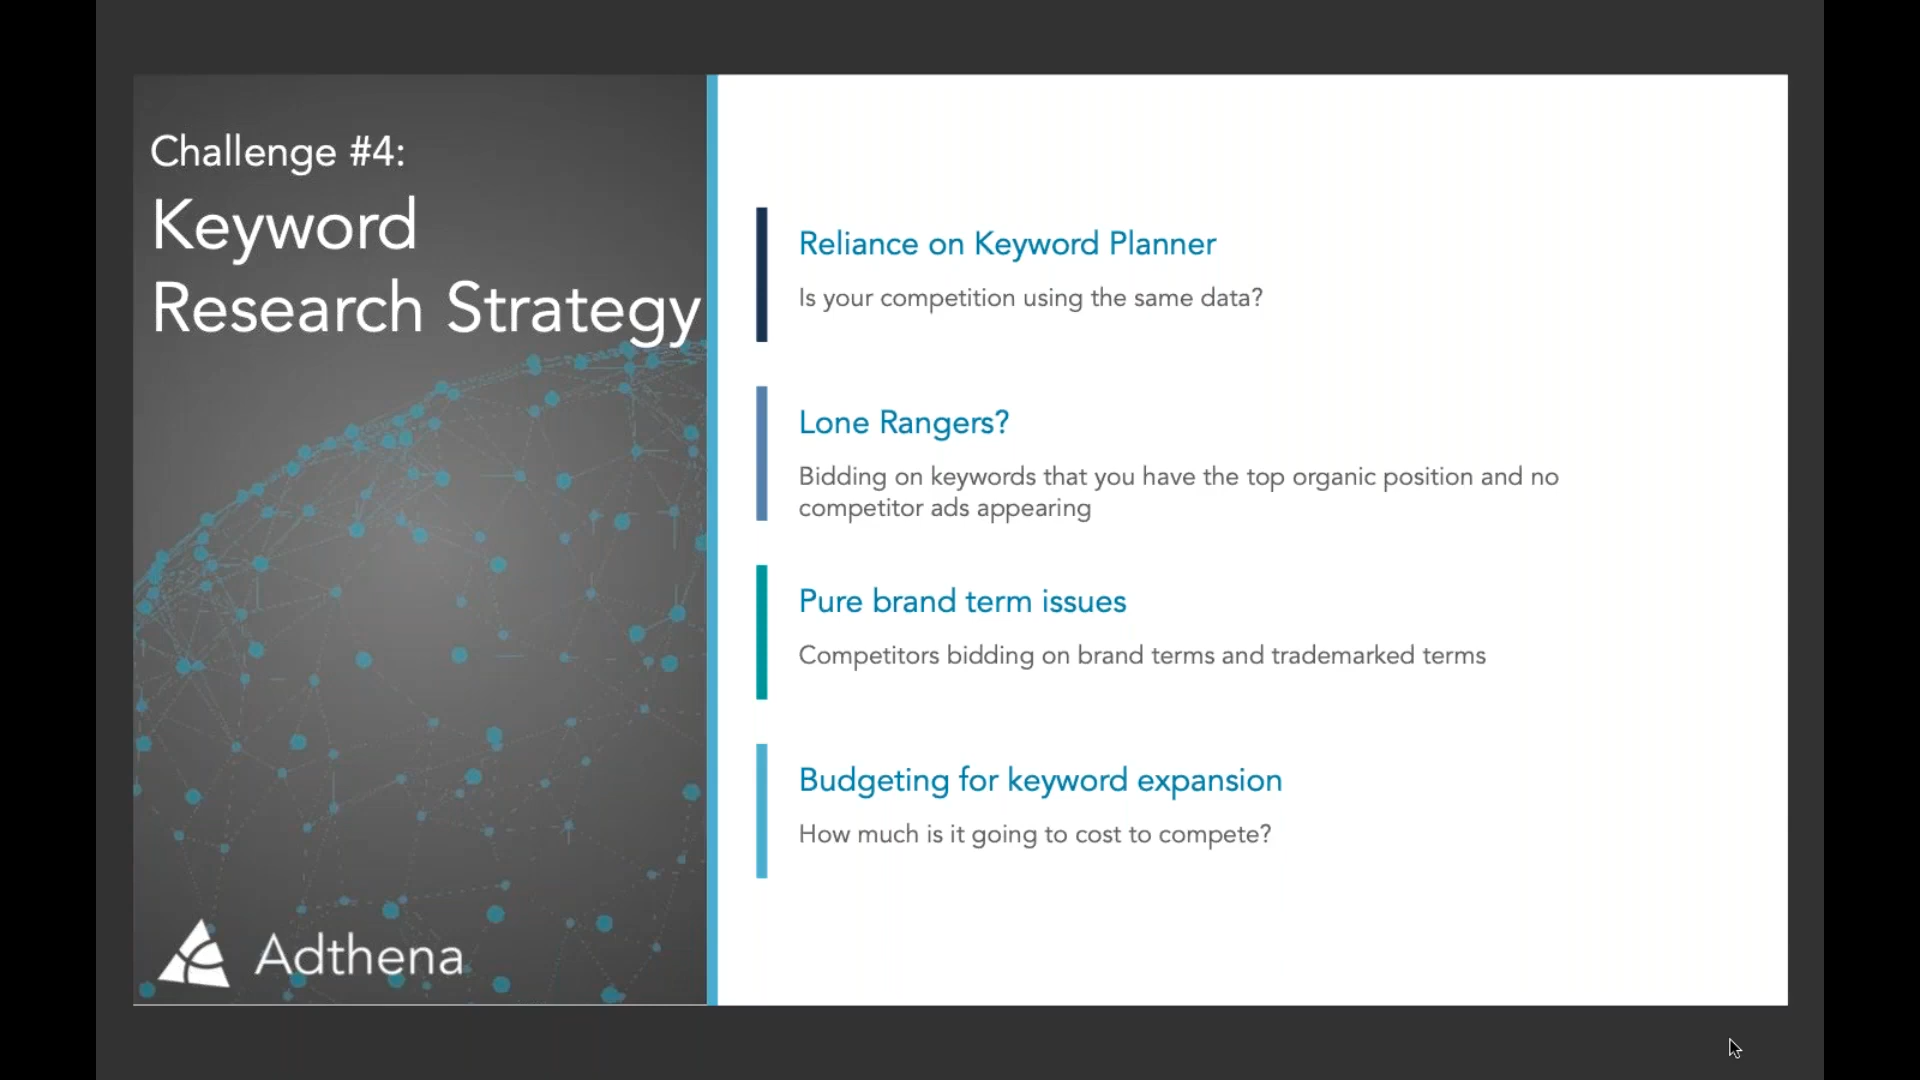 Challenge #4:
Keyword
Research Strategy
Reliance on Keyword Planner
Is your competition using the same data?
Lone Rangers?
Bidding on keywords that you have the top organic position and no
competitor ads appearing
Pure brand term issues
Competitors bidding on brand terms and trademarked terms
Budgeting for keyword expansion
How much is it going to cost to compete?
Adthena